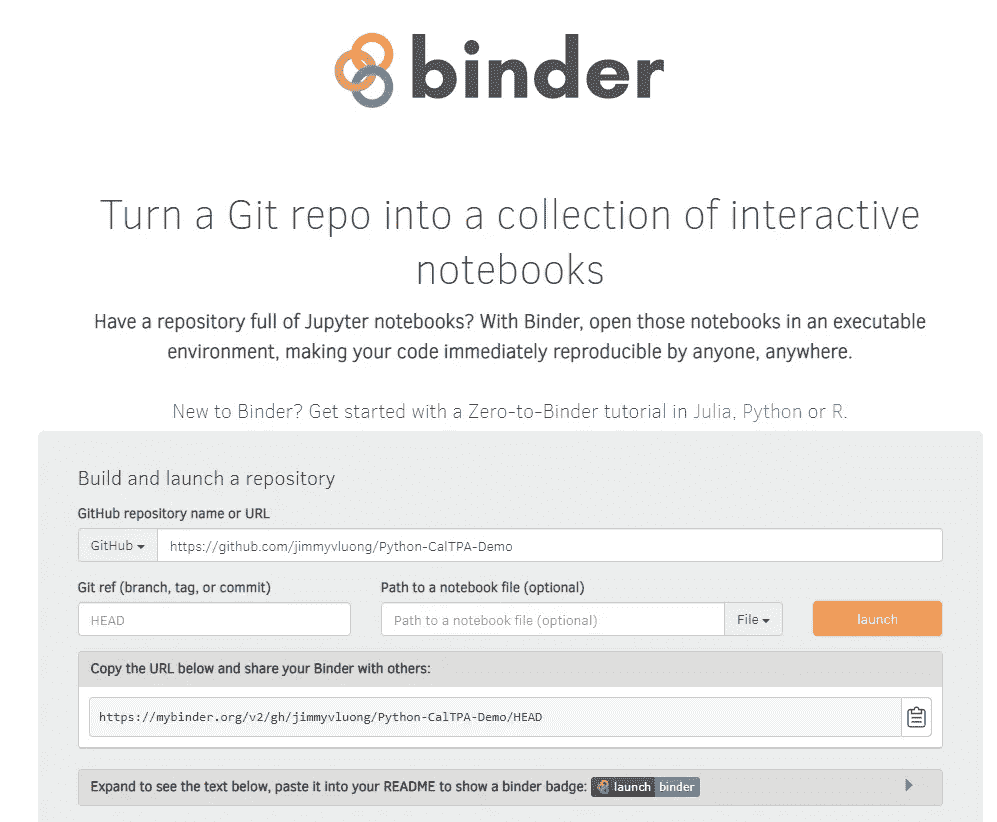 binder
Turn a Git repo into a collection of interactive
notebooks
Have a repository full of Jupyter notebooks? With Binder, open those notebooks in an executable
environment, making your code immediately reproducible by anyone, anywhere.
New to Binder? Get started with a Zero-to-Binder tutorial in Julia, Python or R.
Build and launch a repository
GitHub repository name or URL
GitHub https://github.com/jimmyvluong/Python-CalTPA-Demo
Git ref (branch, tag, or commit) Path to a notebook file (optional)
HEAD Path to a notebook file (optional) File launch
Copy the URL below and share your Binder with others:
https://mybinder.org/v2/gh/jimmyvluong/Python-CalTPA-Demo/HEAD
Expand to see the text below, paste it into your README to show a binder badge: launch binder